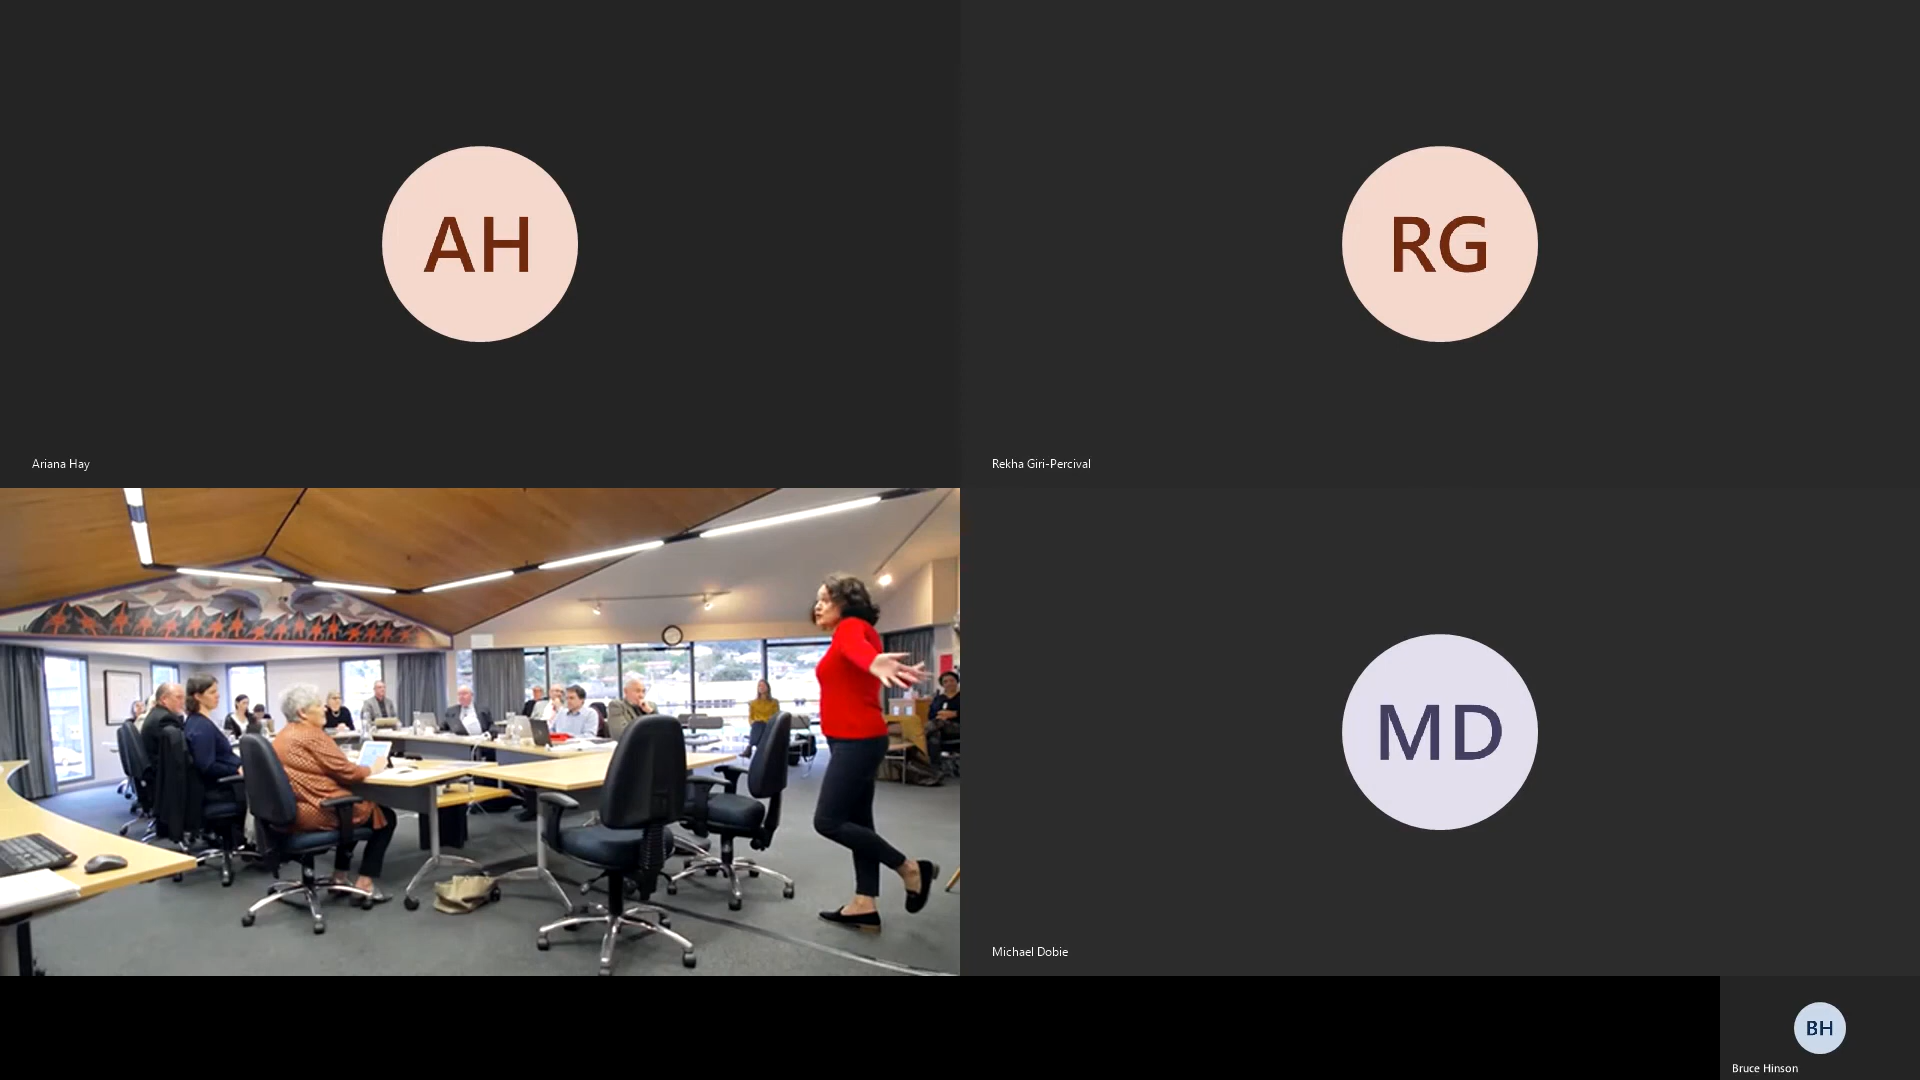 AH
RG
Ariana Hay
Rekha Giri-Percival
MD
Michael Dobie
BH
Bruce Hinson